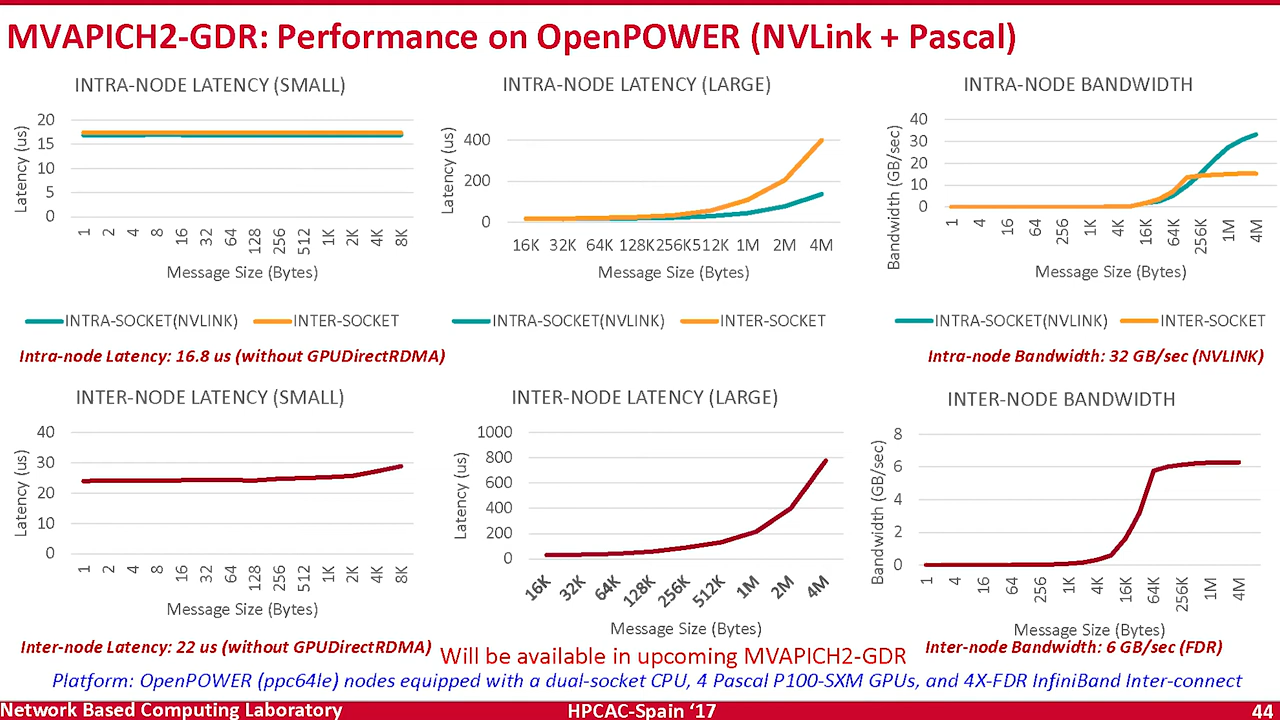 MVAPICH2-GDR: Performance on OpenPOWER (NVLink + Pascal)
INTRA-NODE LATENCY (SMALL)
20
15
10
5
0
Latency (us)
1 2 4 8 16 32 64 128 256 512 1K 2K 4K 8K
Message Size (Bytes)
INTRA-SOCKET(NVLINK) INTER-SOCKET
Intra-node Latency: 16.8 us (without GPUDirectRDMA)
INTRA-NODE LATENCY (LARGE)
400
200
0
Latency (us)
16K 32K 64K 128K 256K 512K 1M 2M 4M
Message Size (Bytes)
INTRA-SOCKET(NVLINK) INTER-SOCKET
INTRA-NODE BANDWIDTH
40
30
20
10
0
Bandwidth (GB/sec)
1 4 16 64 256 1K 4K 16K 64K 256K 1M 4M
Message Size (Bytes)
INTRA-SOCKET(NVLINK) INTER-SOCKET
Intra-node Bandwidth: 32 GB/sec (NVLINK)
INTER-NODE LATENCY (SMALL)
40
30
20
10
0
Latency (us)
1 2 4 8 16 32 64 128 256 512 1K 2K 4K 8K
Message Size (Bytes)
Inter-node Latency: 22 us (without GPUDirectRDMA)
INTER-NODE LATENCY (LARGE)
1000
800
600
400
200
0
Latency (us)
16K 32K 64K 128K 256K 512K 1M 2M 4M
Message Size (Bytes)
INTER-NODE BANDWIDTH
8
6
4
2
0
Bandwidth (GB/sec)
1 4 16 64 256 1K 4K 16K 64K 256K 1M 4M
Message Size (Bytes)
Inter-node Bandwidth: 6 GB/sec (FDR)
Will be available in upcoming MVAPICH2-GDR
Platform: OpenPOWER (ppc64le) nodes equipped with a dual-socket CPU, 4 Pascal P100-SXM GPUs, and 4X-FDR InfiniBand Inter-connect
Network Based Computing Laboratory
HPCAC-Spain ‘17
44